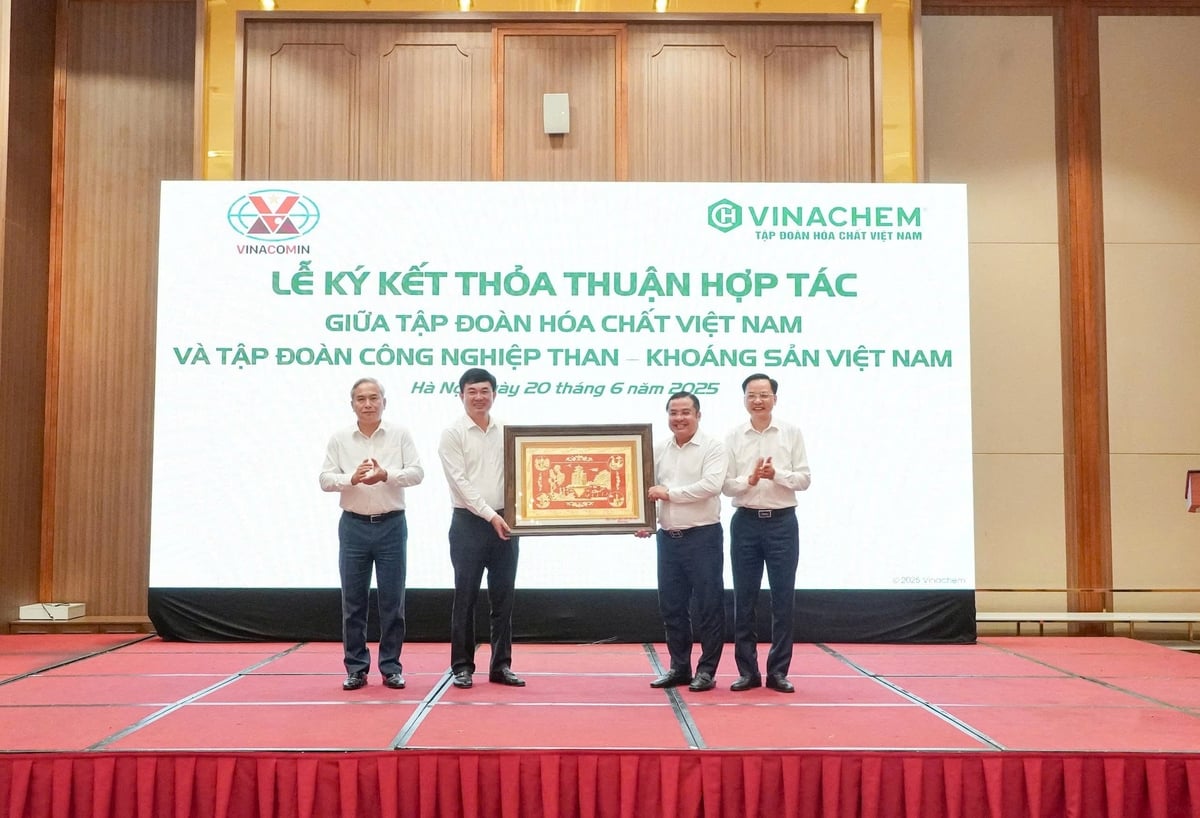 VINACOMIN
VINACHEM
TẬP ĐOÀN HÓA CHẤT VIỆT NAM
LỄ KÝ KẾT THỎA THUẬN HỢP TÁC
GIỮA TẬP ĐOÀN HÓA CHẤT VIỆT NAM
VÀ TẬP ĐOÀN CÔNG NGHIỆP THAN – KHOÁNG SẢN VIỆT NAM
Hà Nộ ngày 20 tháng 6 năm 2025
© 2025 Vinachem